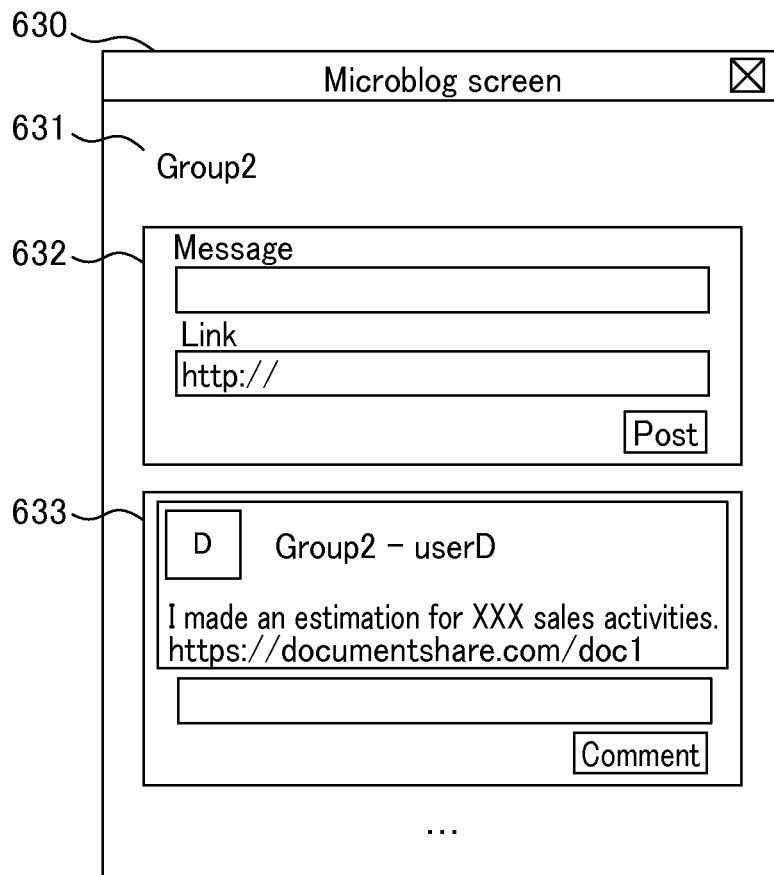 630
Microblog screen
631
Group2
632
Message
Link
http://
Post
633
D
Group2 - userD
I made an estimation for XXX sales activities.
https://documentshare.com/doc1
Comment
...